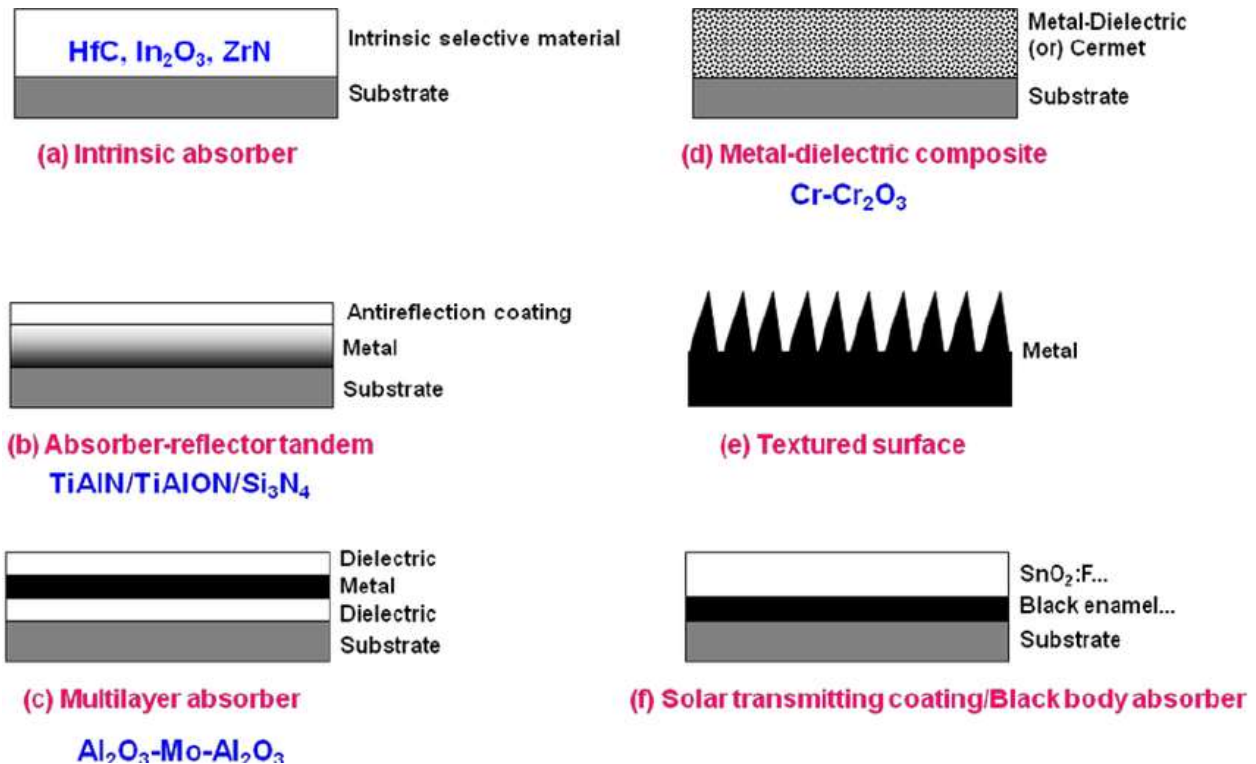 HfC, In₂O₃, ZrN
Intrinsic selective material
Substrate
(a) Intrinsic absorber
Metal-Dielectric
(or) Cermet
Substrate
(d) Metal-dielectric composite
Cr-Cr₂O₃
Antireflection coating
Metal
Substrate
(b) Absorber-reflector tandem
TiAlN/TiAlON/Si₃N₄
Metal
(e) Textured surface
Dielectric
Metal
Dielectric
Substrate
(c) Multilayer absorber
Al₂O₃-Mo-Al₂O₃
SnO₂:F...
Black enamel...
Substrate
(f) Solar transmitting coating/Black body absorber